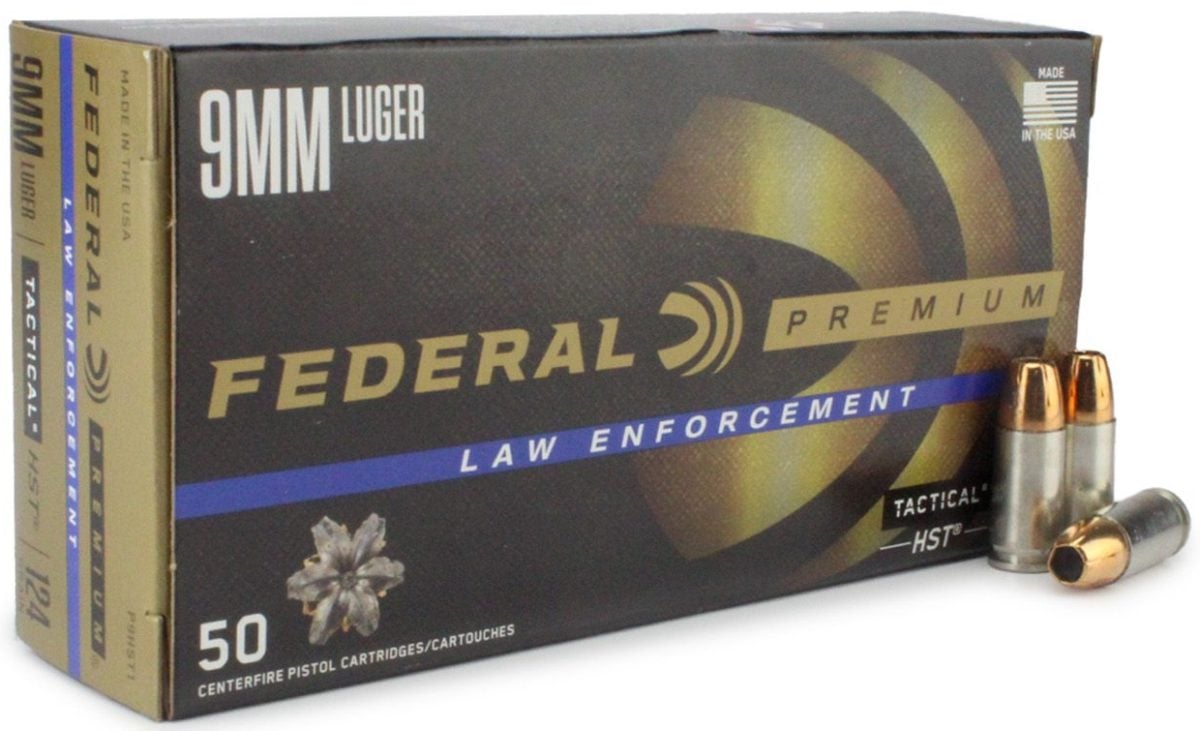 9MM LUGER
MADE
IN THE USA
FEDERAL PREMIUM
LAW ENFORCEMENT
TACTICAL®
HST®
50
CENTERFIRE PISTOL CARTRIDGES/CARTOUCHES
MADE IN THE USA
P9HST1
FEDERAL PREMIUM®
LAW ENFORCEMENT
9MM LUGER
TACTICAL® HST®
124